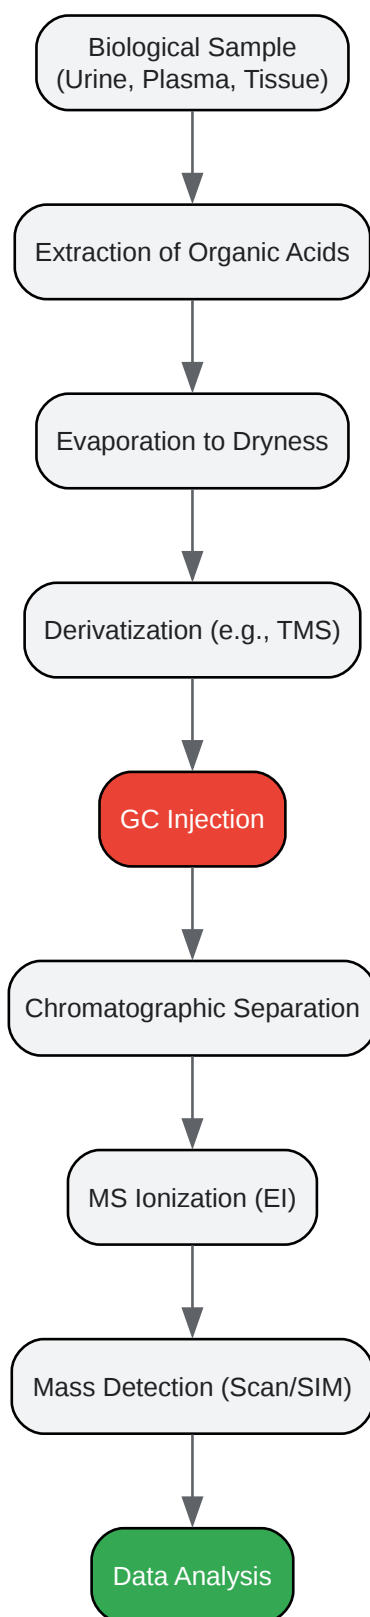 Biological Sample
(Urine, Plasma, Tissue)
Extraction of Organic Acids
Evaporation to Dryness
Derivatization (e.g., TMS)
GC Injection
Chromatographic Separation
MS Ionization (EI)
Mass Detection (Scan/SIM)
Data Analysis